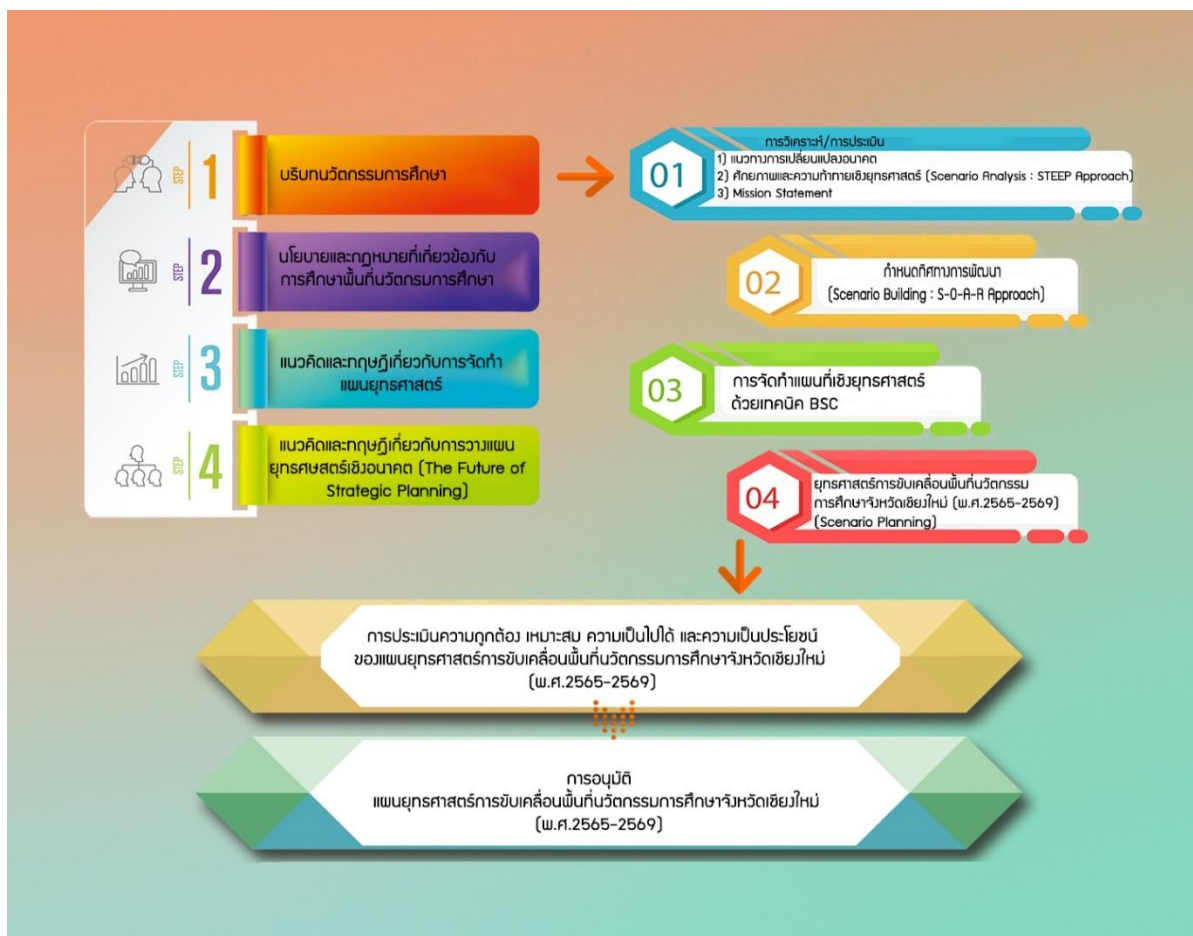 STEP
1
บริบทนวัตกรรมการศึกษา
STEP
2
นโยบายและกฎหมายที่เกี่ยวข้องกับ
การศึกษาพื้นที่นวัตกรมการศึกษา
STEP
3
แนวคิดและทฤษฎีเกี่ยวกับการจัดทำ
แผนยุทธศาสตร์
STEP
4
แนวคิดและทฤษฎีเกี่ยวกับการวางแผน
ยุทรศษสตร์เชิงอนาคต (The Future of
Strategic Planning)
01
การวิเคราะห์/การประเมิน
1) แนวทางการเปลี่ยนแปลงอนาคต
2) ศักยภาพและความท้าทายเชิงยุทธศาสตร์ (Scenario Analysis : STEEP Approach)
3) Mission Statement
02
กำหนดทิศทางการพัฒนา
(Scenario Building : S-O-A-R Approach)
03
การจัดทำแผนที่เชิงยุทธศาสตร์
ด้วยเทคนิค BSC
04
ยุทธศาสตร์การขับเคลื่อนพื้นที่นวัตกรรม
การศึกษาจังหวัดเชียงใหม่ (พ.ศ.2565-2569)
(Scenario Planning)
การประเมินความถูกต้อง เหมาะสม ความเป็นไปได้ และความเป็นประโยชน์
ของแผนยุทธศาสตร์การขับเคลื่อนพื้นที่นวัตกรรมการศึกษาจังหวัดเชียงใหม่
(พ.ศ.2565-2569)
การอนุมัติ
แผนยุทธศาสตร์การขับเคลื่อนพื้นที่นวัตกรรมการศึกษาจังหวัดเชียงใหม่
(พ.ศ.2565-2569)